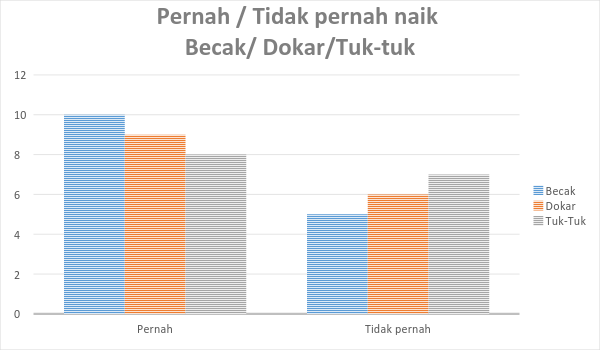 Pernah / Tidak pernah naik
Becak/ Dokar/Tuk-tuk
12
10
8
6
4
2
0
Pernah
Tidak pernah
Becak
Dokar
Tuk-Tuk